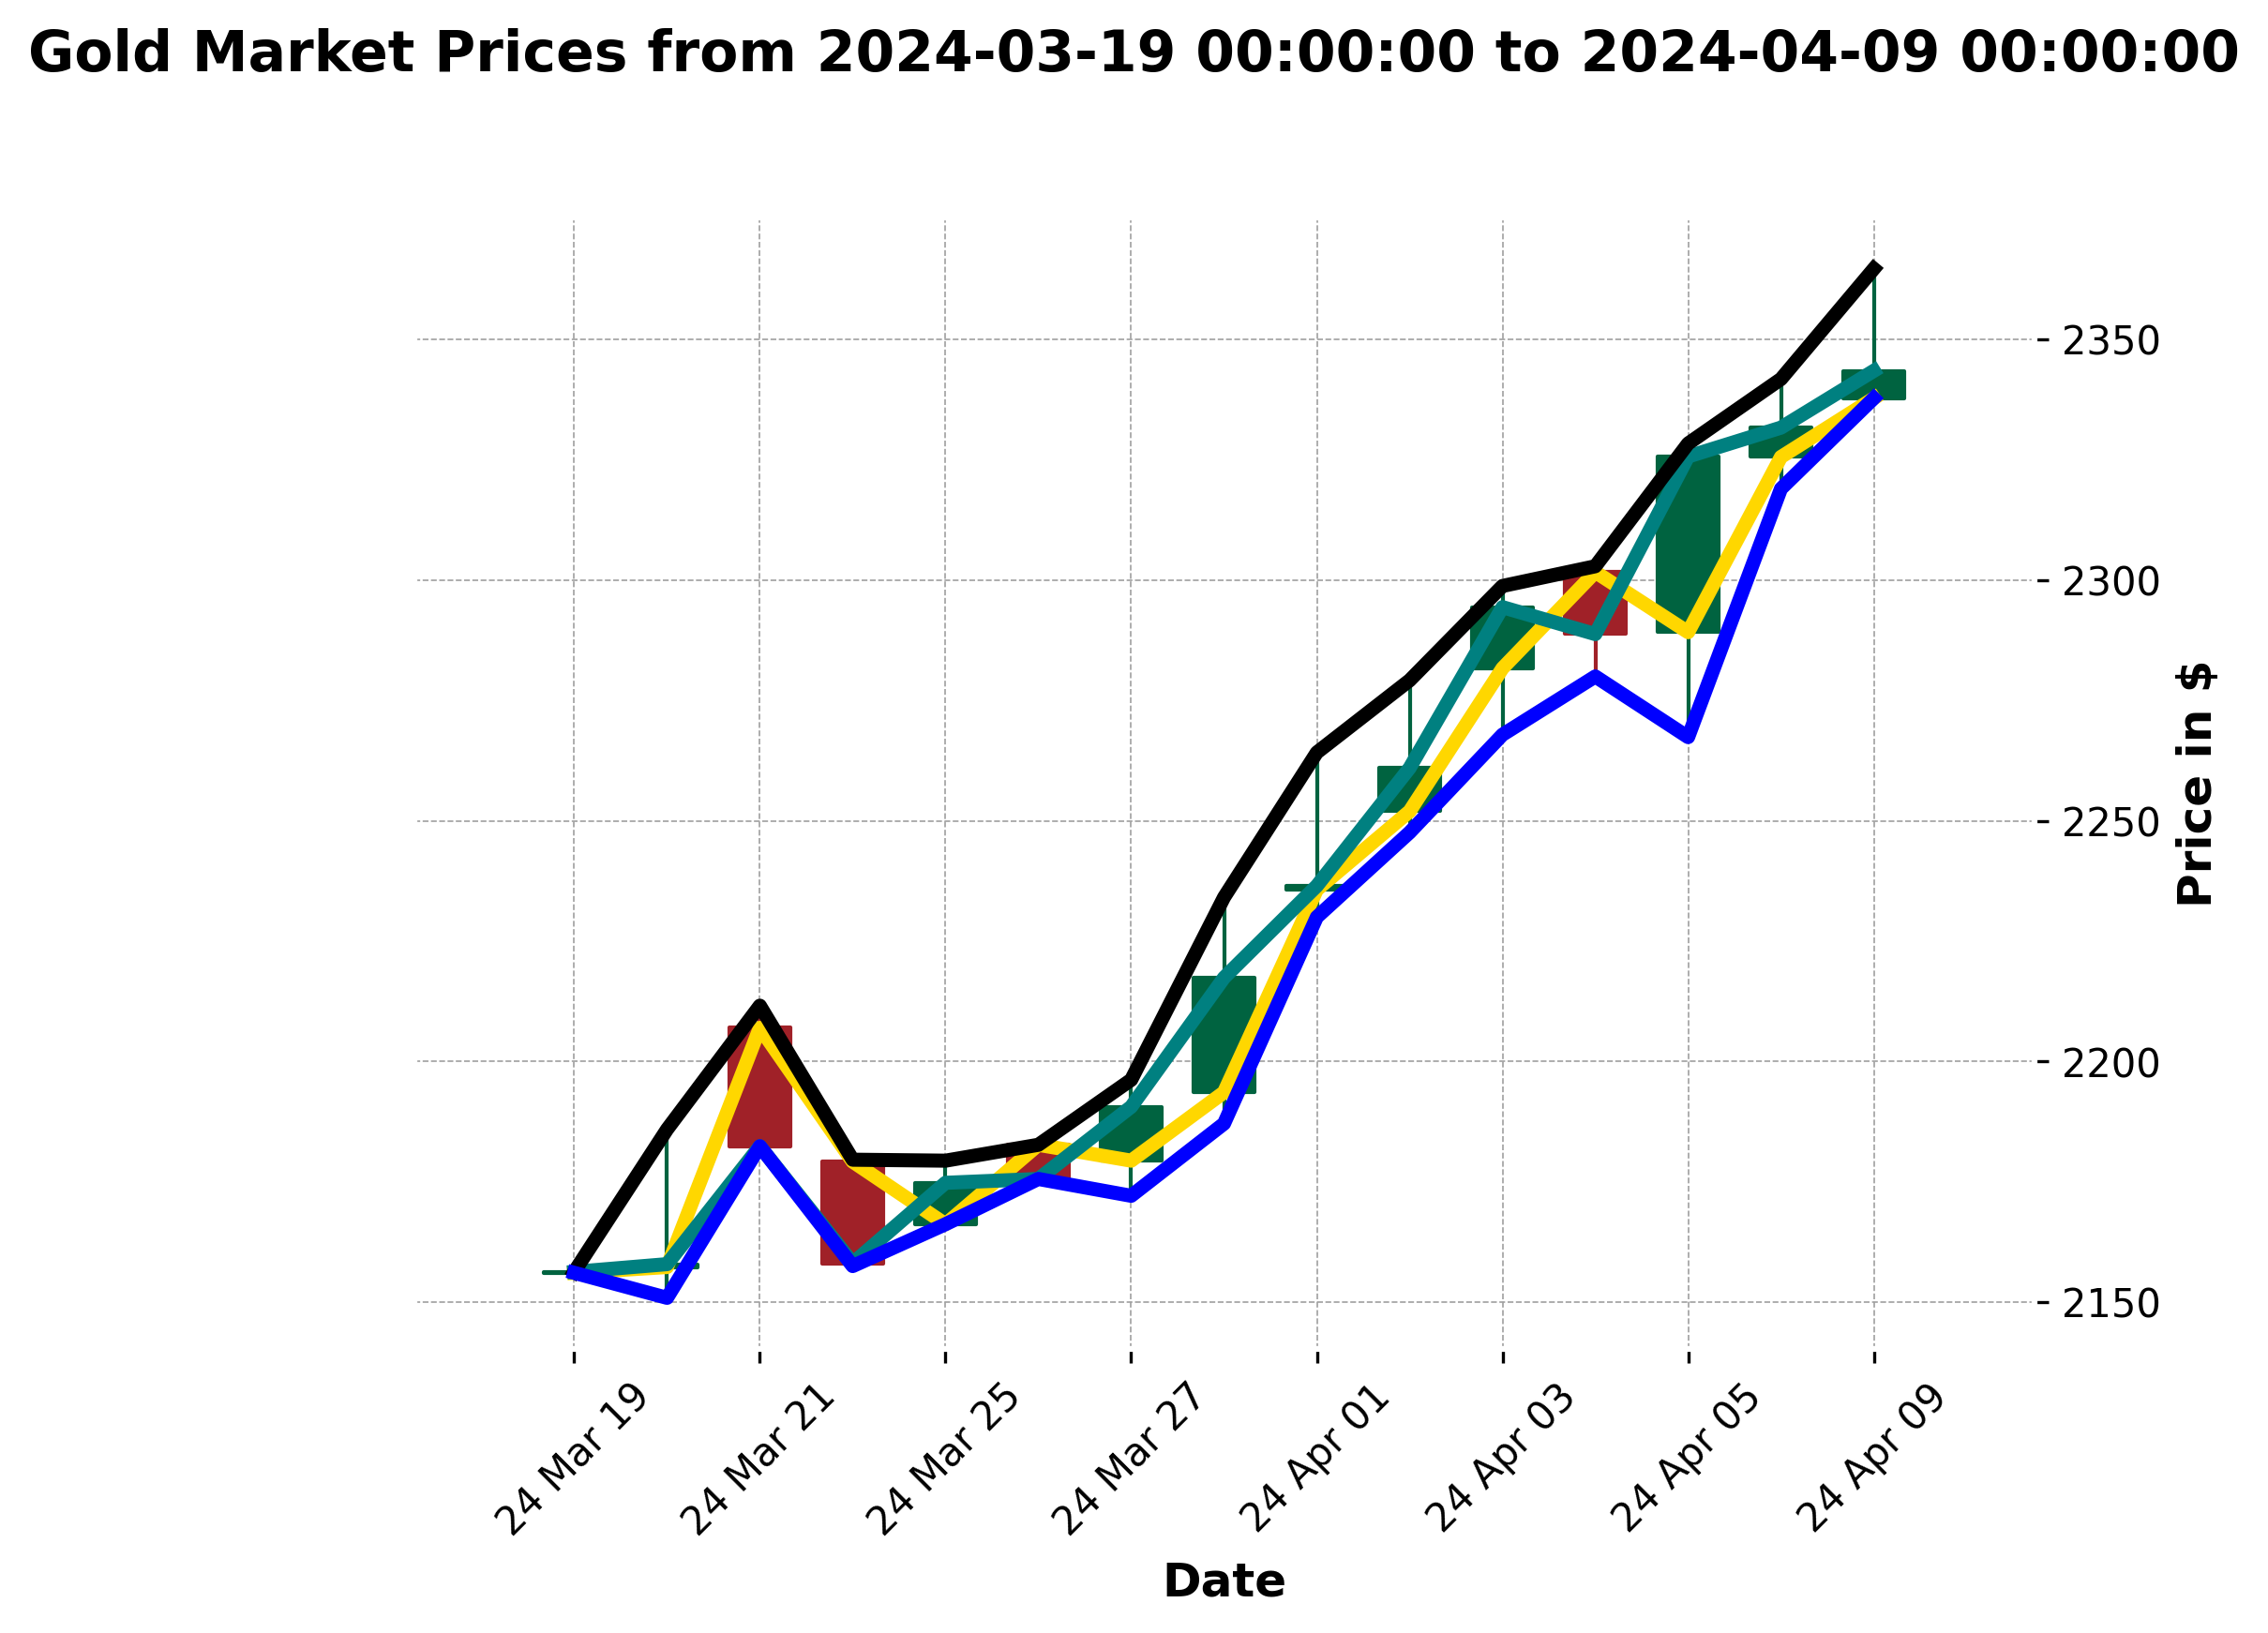 Gold Market Prices from 2024-03-19 00:00:00 to 2024-04-09 00:00:00
2350
2300
2250
2200
2150
Price in $
24 Mar 19
24 Mar 21
24 Mar 25
24 Mar 27
24 Apr 01
24 Apr 03
24 Apr 05
24 Apr 09
Date